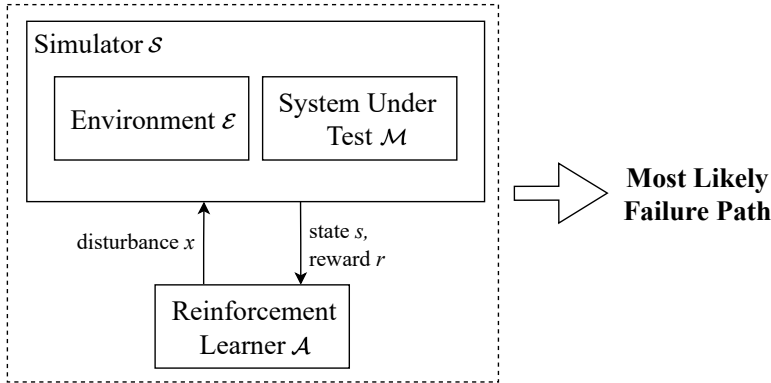 Simulator 𝒮
Environment ℰ
System Under
Test ℳ
disturbance x
state s,
reward r
Reinforcement
Learner 𝒜
Most Likely
Failure Path